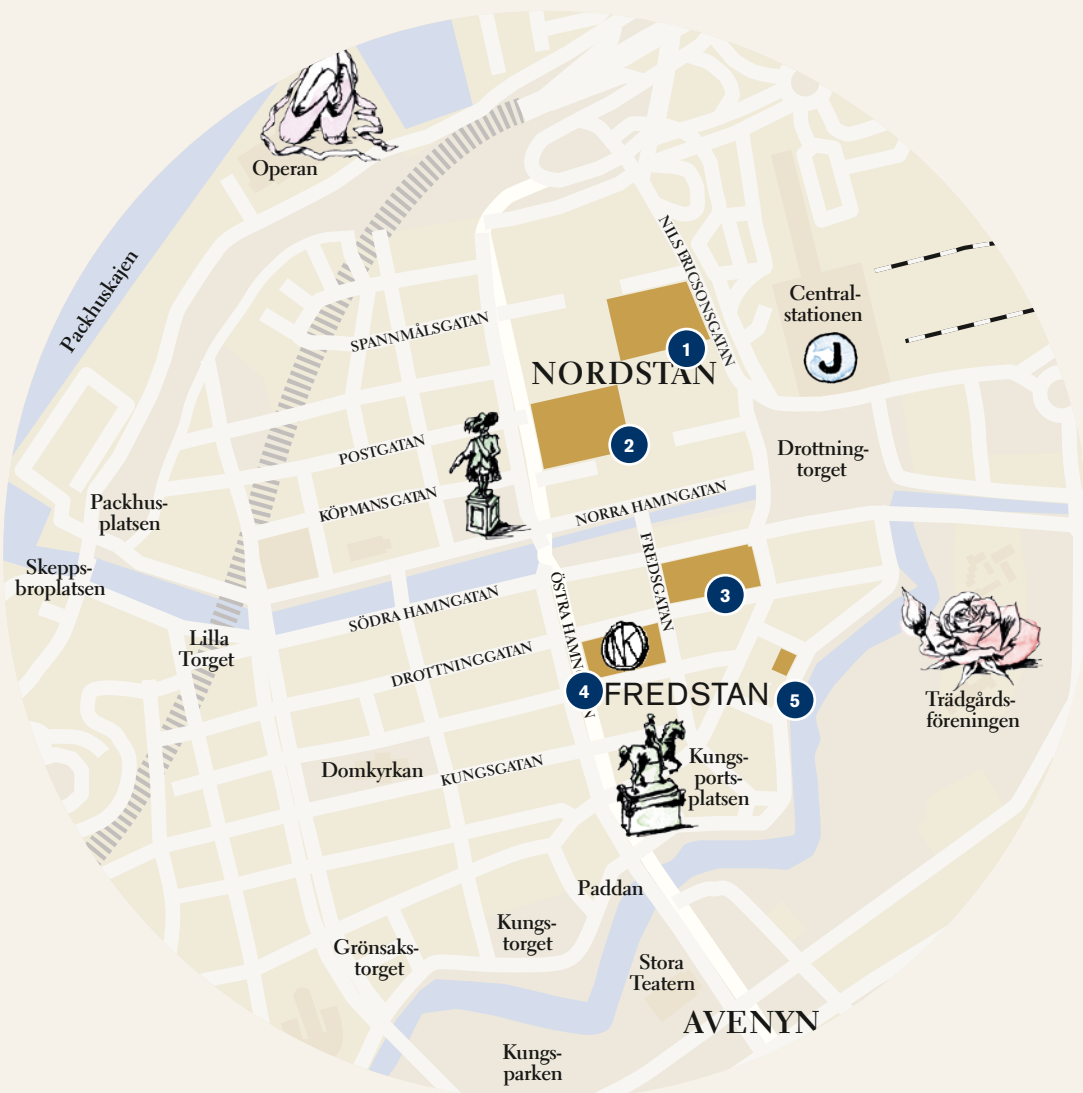 Operan
Packhuskajen
NILS ERICSONSGATAN
Central-
stationen
J
SPANNMÅLSGATAN
1
NORDSTAN
2
POSTGATAN
Drottning-
torget
KÖPMANSGATAN
NORRA HAMNGATAN
Packhus-
platsen
FREDSGATAN
Skepps-
broplatsen
ÖSTRA HAMN
3
SÖDRA HAMNGATAN
Lilla
Torget
NK
DROTTNINGGATAN
4
FREDSTAN
5
Trädgårds-
föreningen
Domkyrkan
KUNGSGATAN
Kungs-
ports-
platsen
Paddan
Kungs-
torget
Grönsaks-
torget
Stora
Teatern
AVENYN
Kungs-
parken